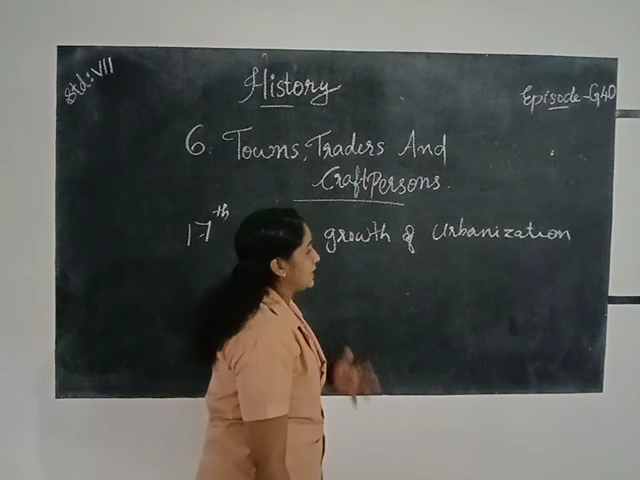 Std: VII
History
Episode-G40
6. Towns, Traders And
CraftPersons.
17th growth of Urbanization